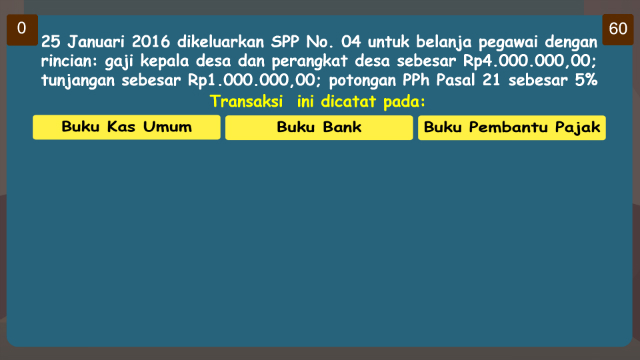 0
60
25 Januari 2016 dikeluarkan SPP No. 04 untuk belanja pegawai dengan
rincian: gaji kepala desa dan perangkat desa sebesar Rp4.000.000,00;
tunjangan sebesar Rp1.000.000,00; potongan PPh Pasal 21 sebesar 5%
Transaksi ini dicatat pada:
Buku Kas Umum
Buku Bank
Buku Pembantu Pajak